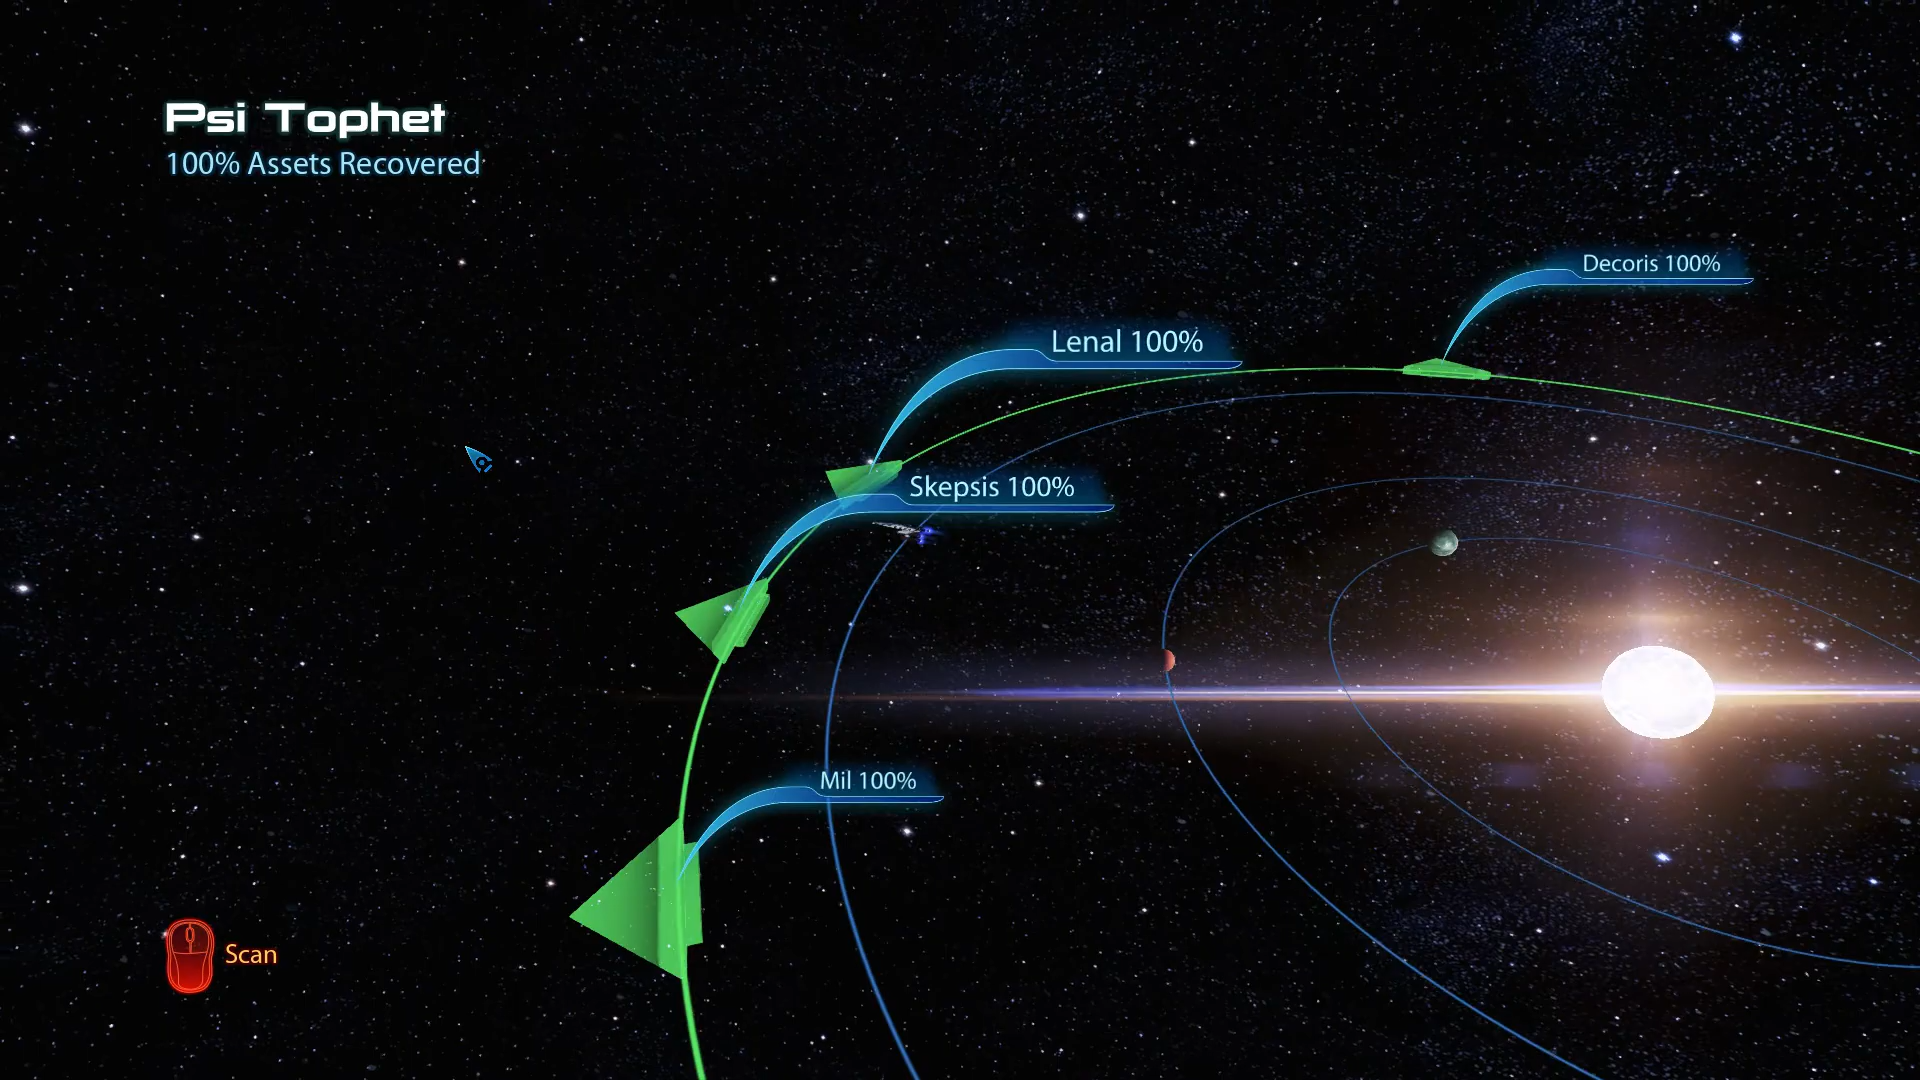 Psi Tophet
100% Assets Recovered
Decoris 100%
Lenal 100%
Skepsis 100%
Mil 100%
Scan